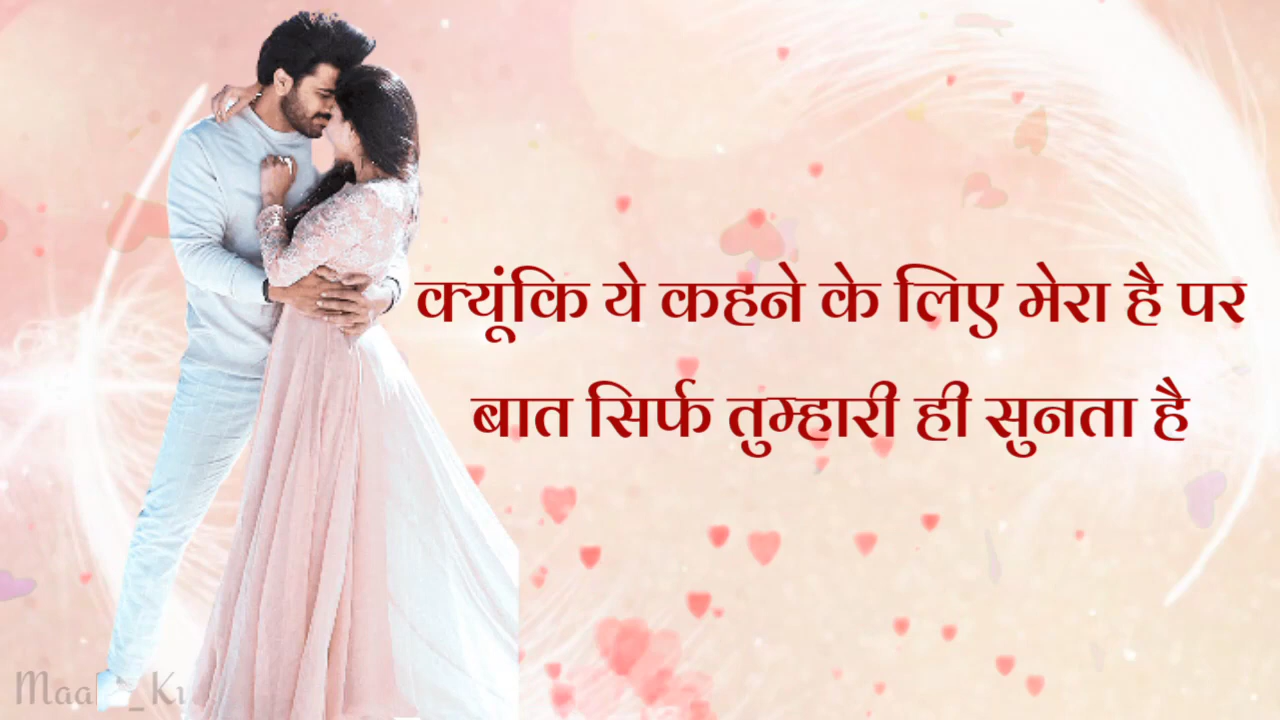 क्यूंकि ये कहने के लिए मेरा है पर
बात सिर्फ तुम्हारी ही सुनता है